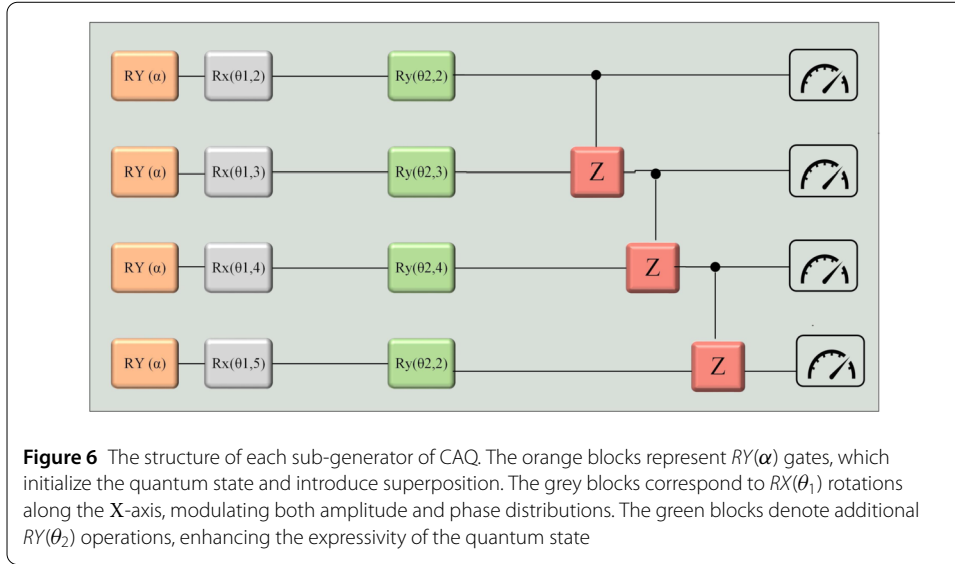 RY (α) Rx(θ1,2) Ry(θ2,2)
RY (α) Rx(θ1,3) Ry(θ2,3) Z
RY (α) Rx(θ1,4) Ry(θ2,4) Z
RY (α) Rx(θ1,5) Ry(θ2,2) Z
Figure 6 The structure of each sub-generator of CAQ. The orange blocks represent RY(α) gates, which
initialize the quantum state and introduce superposition. The grey blocks correspond to RX(θ₁) rotations
along the X-axis, modulating both amplitude and phase distributions. The green blocks denote additional
RY(θ₂) operations, enhancing the expressivity of the quantum state